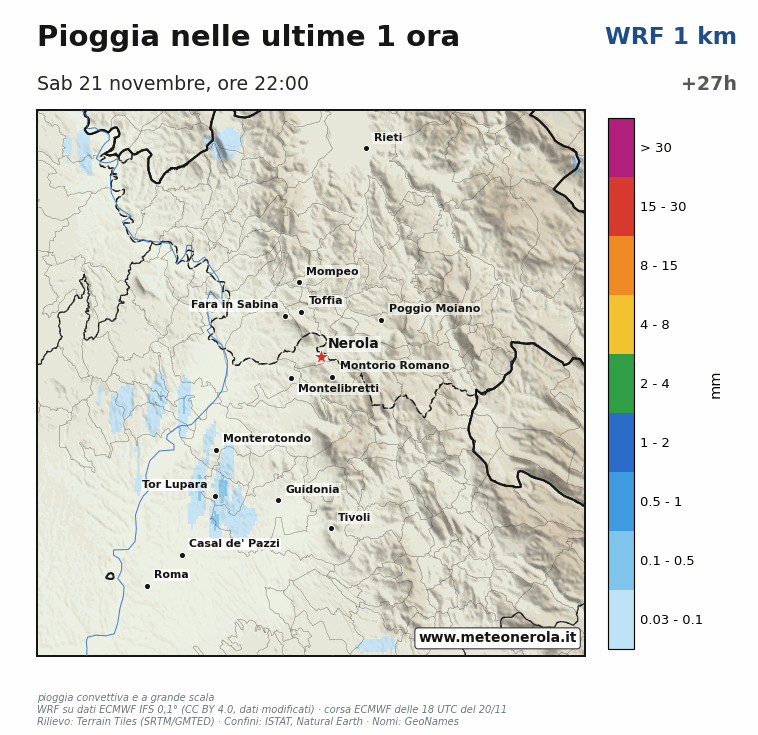 Pioggia nelle ultime 1 ora
WRF 1 km
Sab 21 novembre, ore 22:00
+27h
Rieti
Mompeo
Toffia
Fara in Sabina
Poggio Moiano
Nerola
Montorio Romano
Montelibretti
Monterotondo
Tor Lupara
Guidonia
Tivoli
Casal de' Pazzi
Roma
www.meteonerola.it
> 30
15 - 30
8 - 15
4 - 8
2 - 4
1 - 2
0.5 - 1
0.1 - 0.5
0.03 - 0.1
mm
pioggia convettiva e a grande scala
WRF su dati ECMWF IFS 0,1° (CC BY 4.0, dati modificati) · corsa ECMWF delle 18 UTC del 20/11
Rilievo: Terrain Tiles (SRTM/GMTED) · Confini: ISTAT, Natural Earth · Nomi: GeoNames